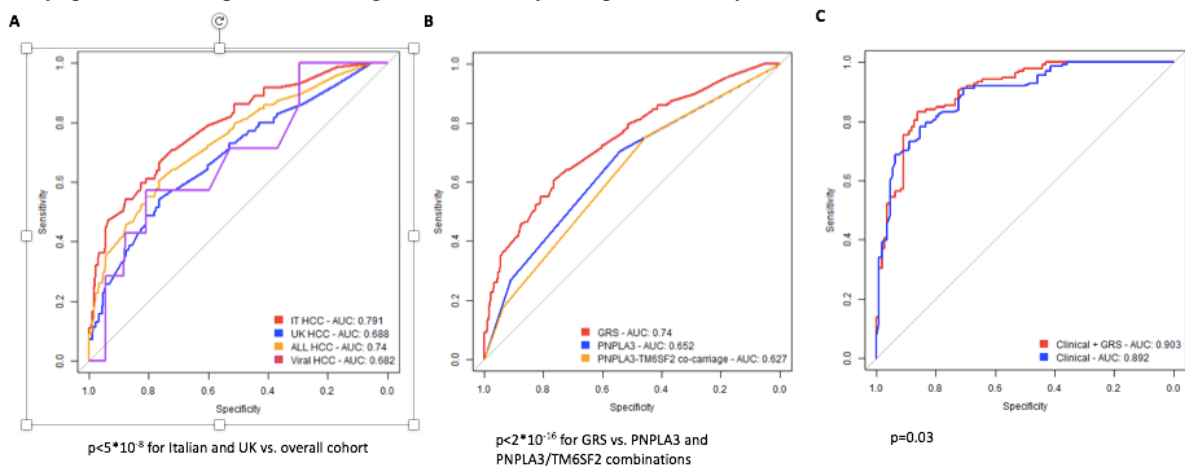 A
B
C
1.0
0.8
0.6
0.4
0.2
0.0
Sensitivity
IT HCC - AUC: 0.791
UK HCC - AUC: 0.688
ALL HCC - AUC: 0.74
Viral HCC - AUC: 0.682
1.0 0.8 0.6 0.4 0.2 0.0
Specificity
p<5*10-8 for Italian and UK vs. overall cohort
1.0
0.8
0.6
0.4
0.2
0.0
Sensitivity
GRS - AUC: 0.74
PNPLA3 - AUC: 0.652
PNPLA3-TM6SF2 co-carriage - AUC: 0.627
1.0 0.8 0.6 0.4 0.2 0.0
Specificity
p<2*10-16 for GRS vs. PNPLA3 and
PNPLA3/TM6SF2 combinations
1.0
0.8
0.6
0.4
0.2
0.0
Sensitivity
Clinical + GRS - AUC: 0.903
Clinical - AUC: 0.892
1.0 0.8 0.6 0.4 0.2 0.0
Specificity
p=0.03